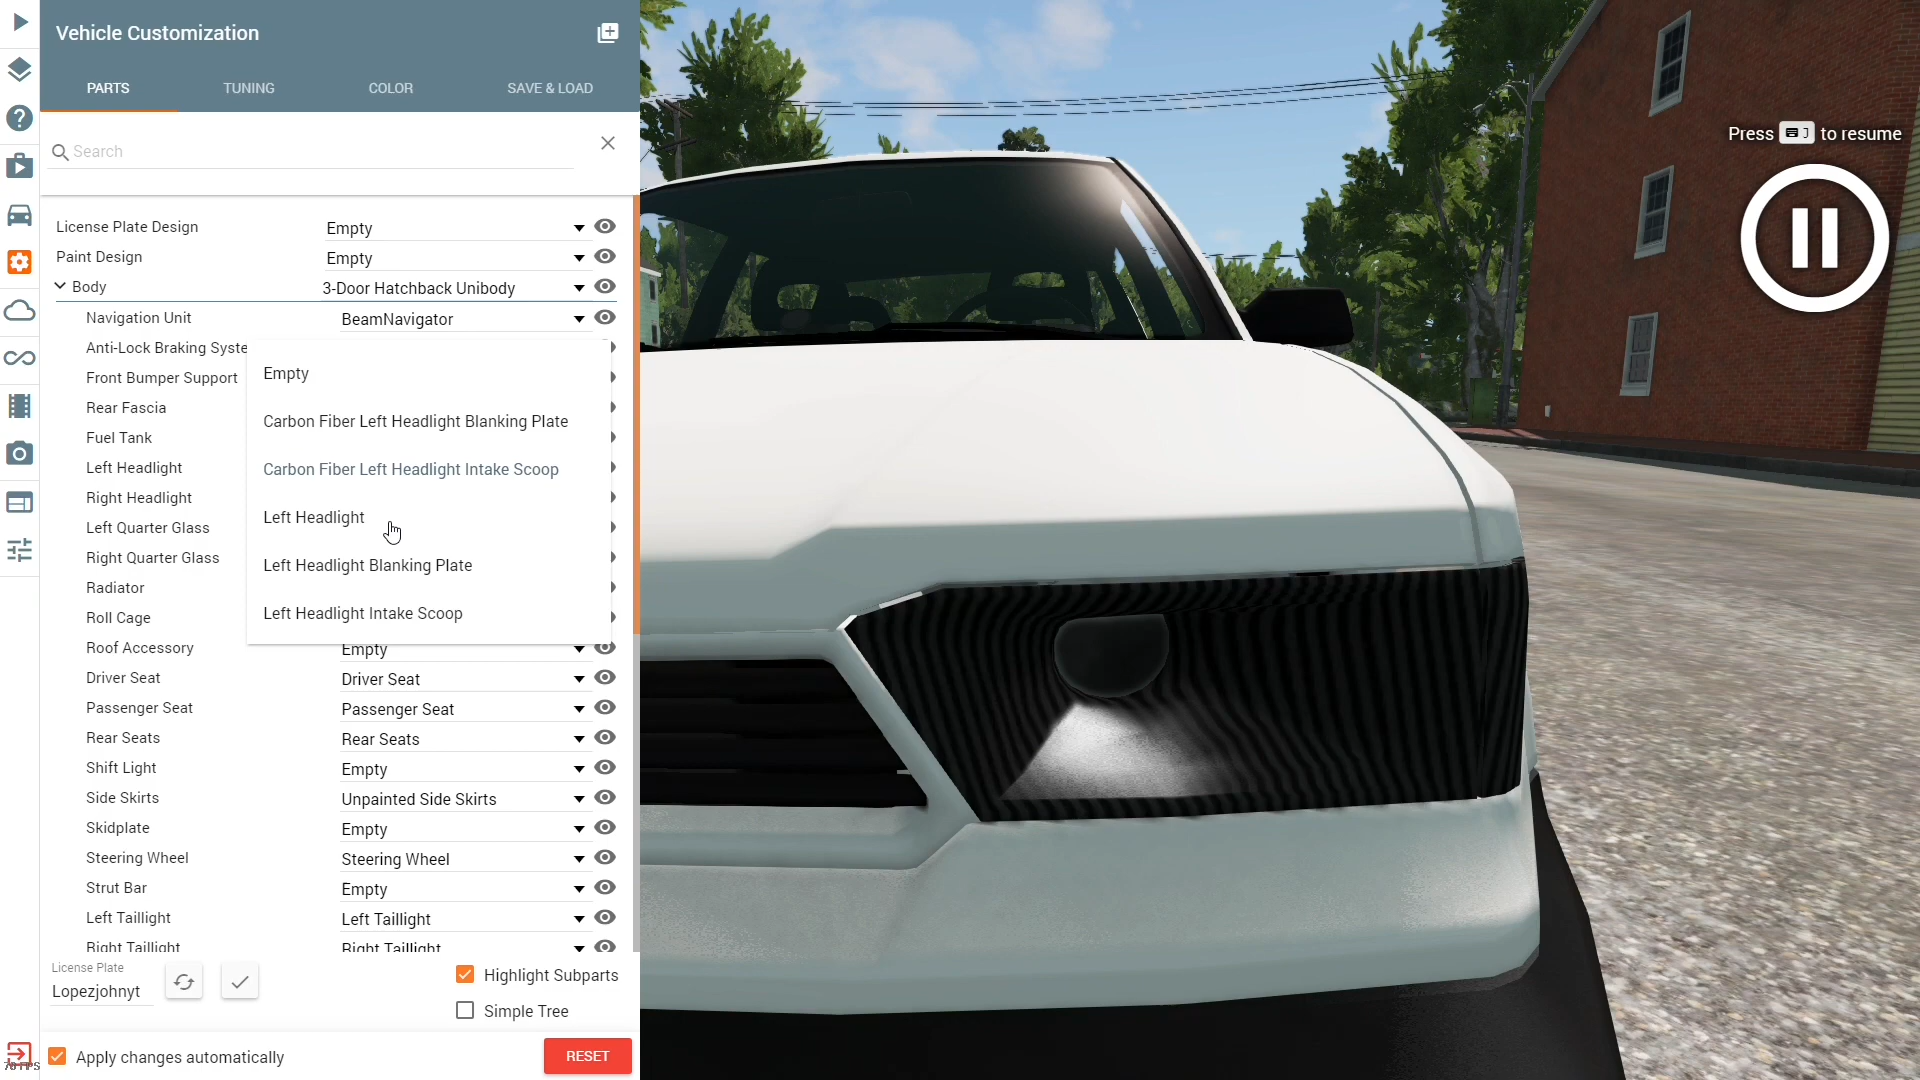 Vehicle Customization
PARTS TUNING COLOR SAVE & LOAD
Search
License Plate Design Empty
Paint Design Empty
Body 3-Door Hatchback Unibody
Navigation Unit BeamNavigator
Anti-Lock Braking Syste
Front Bumper Support
Rear Fascia
Fuel Tank
Left Headlight
Right Headlight
Left Quarter Glass
Right Quarter Glass
Radiator
Roll Cage
Empty
Carbon Fiber Left Headlight Blanking Plate
Carbon Fiber Left Headlight Intake Scoop
Left Headlight
Left Headlight Blanking Plate
Left Headlight Intake Scoop
Roof Accessory Empty
Driver Seat Driver Seat
Passenger Seat Passenger Seat
Rear Seats Rear Seats
Shift Light Empty
Side Skirts Unpainted Side Skirts
Skidplate Empty
Steering Wheel Steering Wheel
Strut Bar Empty
Left Taillight Left Taillight
Right Taillight Right Taillight
License Plate
Lopezjohnyt
Highlight Subparts
Simple Tree
Apply changes automatically
RESET
Press J to resume